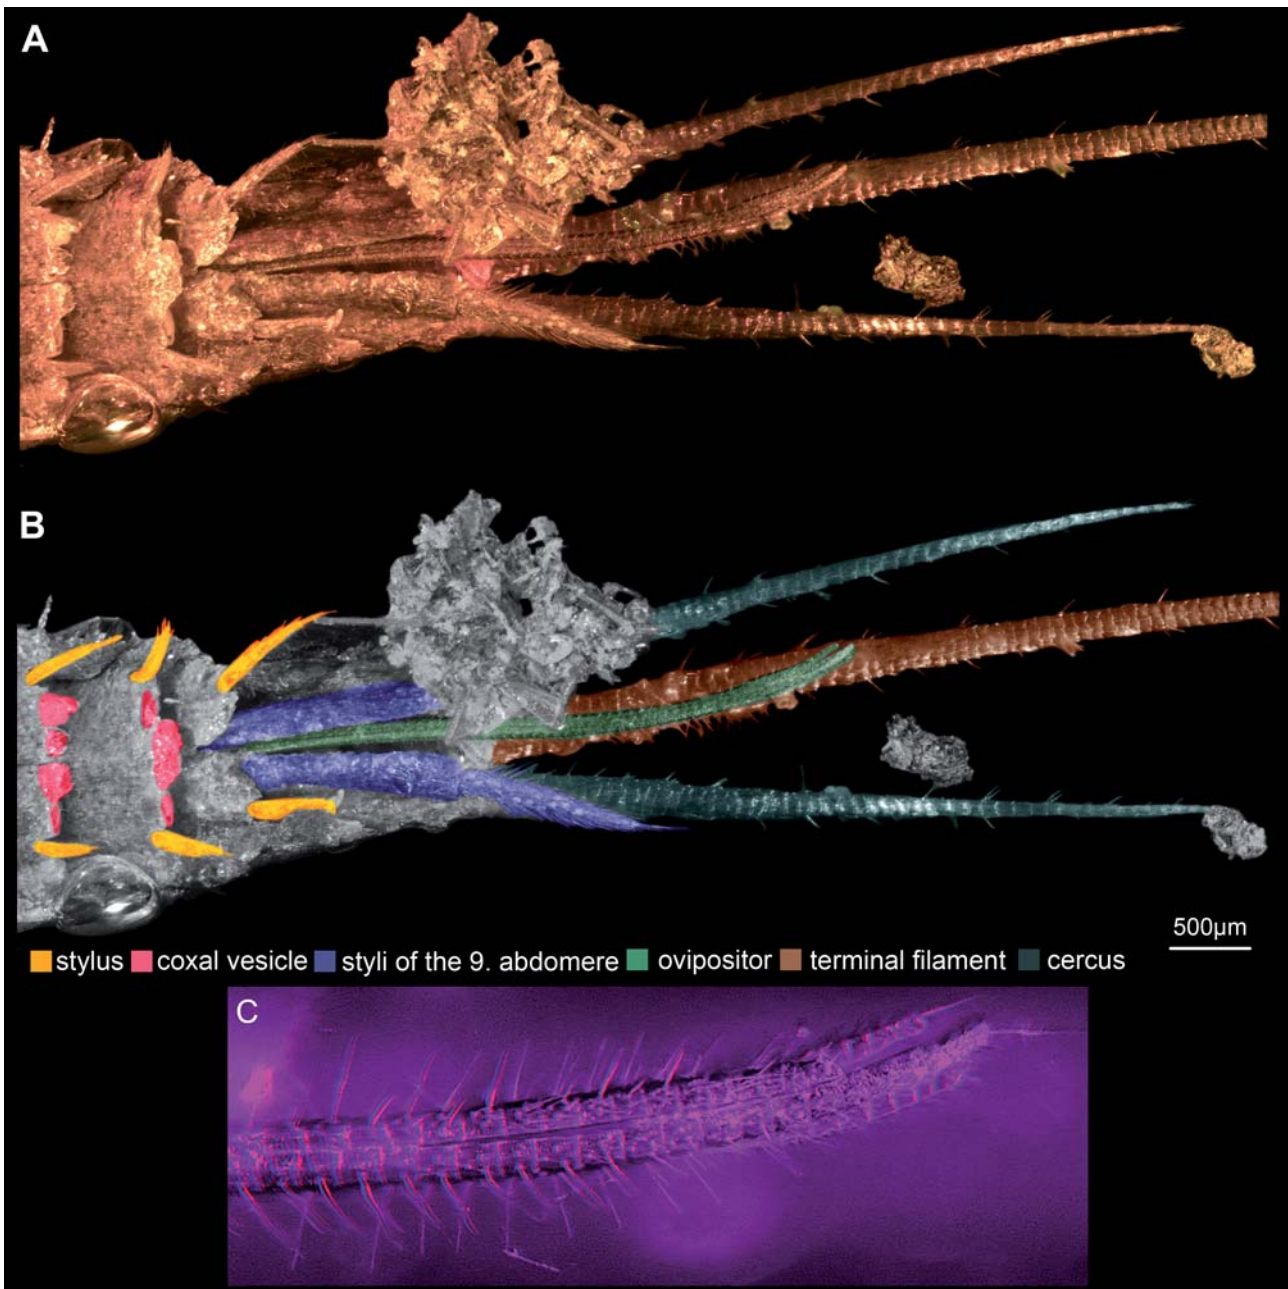 A
B
500µm
stylus coxal vesicle styli of the 9. abdomere ovipositor terminal filament cercus
C